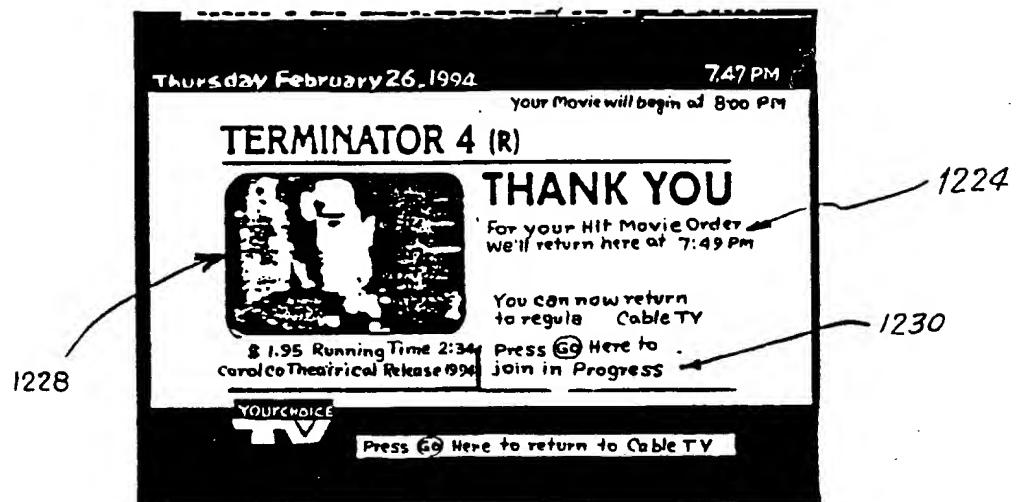 Thursday February 26, 1994 7.47 PM
Your Movie will begin at 8:00 PM
TERMINATOR 4 (R)
THANK YOU
1224
For your Hit Movie Order
We'll return here at 7:49 PM
You can now return
to regula Cable TV
1230
Press GO Here to
join in Progress
1228
$ 1.95 Running Time 2:34
Carolco Theatrical Release 1994
YOUR CHOICE
TV
Press GO Here to return to Cable TV